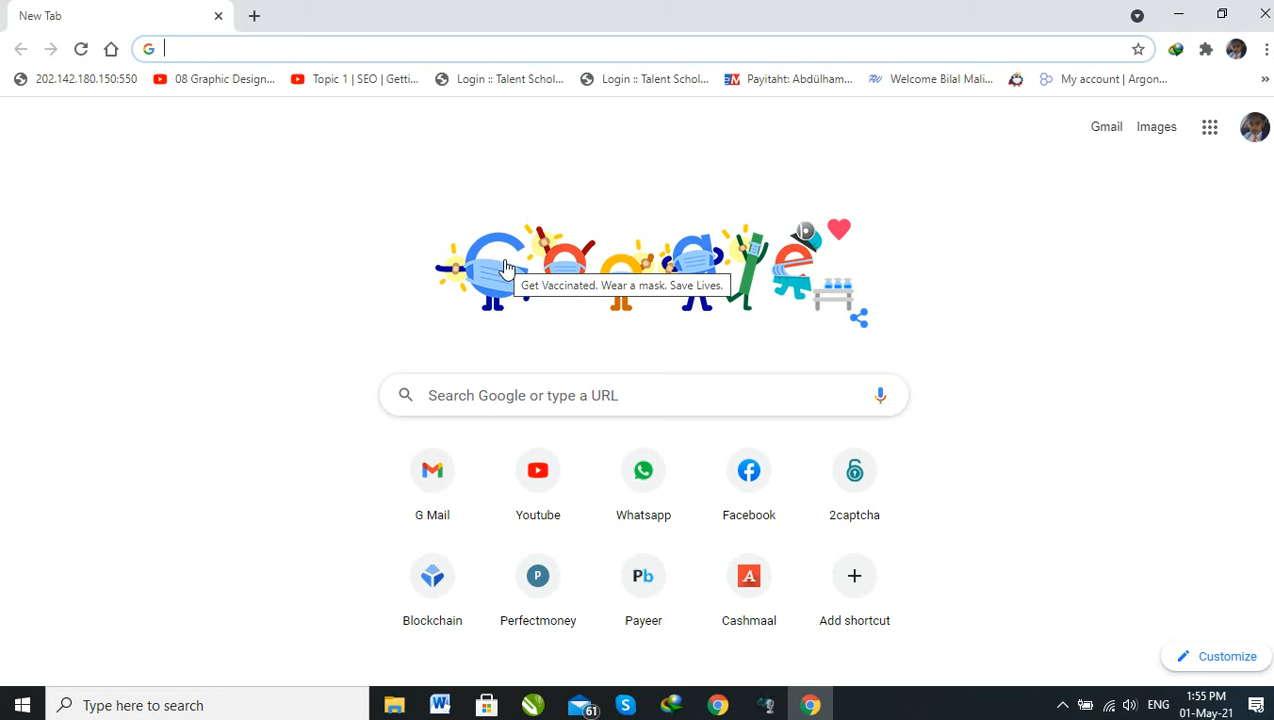 New Tab
202.142.180.150:550
08 Graphic Design...
Topic 1 | SEO | Getti...
Login :: Talent Schol...
Login :: Talent Schol...
Payitaht: Abdülham...
Welcome Bilal Mali...
My account | Argon...
»
Gmail
Images
Get Vaccinated. Wear a mask. Save Lives.
Search Google or type a URL
G Mail
Youtube
Whatsapp
Facebook
2captcha
P
Pb
A
Blockchain
Perfectmoney
Payeer
Cashmaal
Add shortcut
Customize
Type here to search
61
ENG
1:55 PM
01-May-21